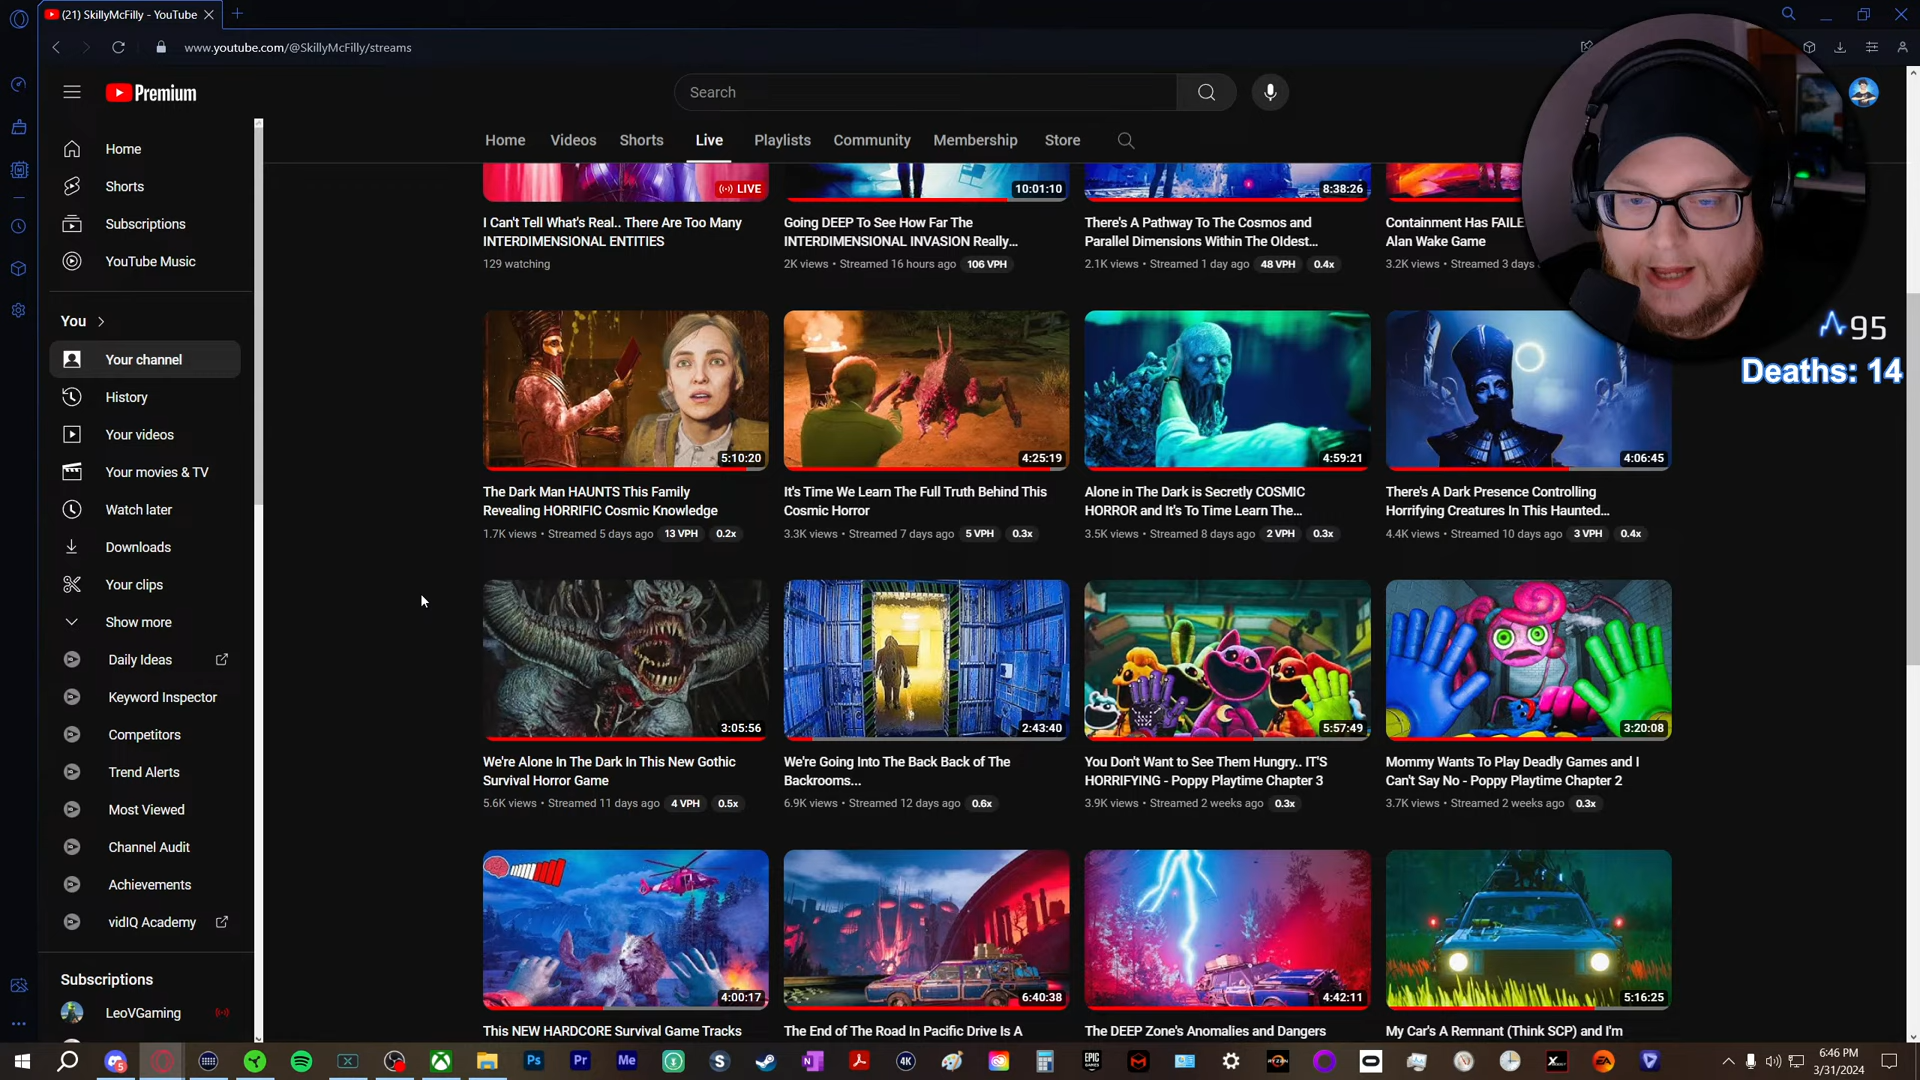 (21) SkillyMcFilly - YouTube
www.youtube.com/@SkillyMcFilly/streams
Premium
Search
Home Videos Shorts Live Playlists Community Membership Store
Home
Shorts
Subscriptions
YouTube Music
You
Your channel
History
Your videos
Your movies & TV
Watch later
Downloads
Your clips
Show more
Daily Ideas
Keyword Inspector
Competitors
Trend Alerts
Most Viewed
Channel Audit
Achievements
vidIQ Academy
Subscriptions
LeoVGaming
LIVE
I Can't Tell What's Real.. There Are Too Many
INTERDIMENSIONAL ENTITIES
129 watching
10:01:10
Going DEEP To See How Far The
INTERDIMENSIONAL INVASION Really...
2K views • Streamed 16 hours ago 106 VPH
8:38:26
There's A Pathway To The Cosmos and
Parallel Dimensions Within The Oldest...
2.1K views • Streamed 1 day ago 48 VPH 0.4x
Containment Has FAILE
Alan Wake Game
3.2K views • Streamed 3 days
95
Deaths: 14
5:10:20
The Dark Man HAUNTS This Family
Revealing HORRIFIC Cosmic Knowledge
1.7K views • Streamed 5 days ago 13 VPH 0.2x
4:25:19
It's Time We Learn The Full Truth Behind This
Cosmic Horror
3.3K views • Streamed 7 days ago 5 VPH 0.3x
4:59:21
Alone in The Dark is Secretly COSMIC
HORROR and It's To Time Learn The...
3.5K views • Streamed 8 days ago 2 VPH 0.3x
4:06:45
There's A Dark Presence Controlling
Horrifying Creatures In This Haunted...
4.4K views • Streamed 10 days ago 3 VPH 0.4x
3:05:56
We're Alone In The Dark In This New Gothic
Survival Horror Game
5.6K views • Streamed 11 days ago 4 VPH 0.5x
2:43:40
We're Going Into The Back Back of The
Backrooms...
6.9K views • Streamed 12 days ago 0.6x
5:57:49
You Don't Want to See Them Hungry.. IT'S
HORRIFYING - Poppy Playtime Chapter 3
3.9K views • Streamed 2 weeks ago 0.3x
3:20:08
Mommy Wants To Play Deadly Games and I
Can't Say No - Poppy Playtime Chapter 2
3.7K views • Streamed 2 weeks ago 0.3x
4:00:17
This NEW HARDCORE Survival Game Tracks
6:40:38
The End of The Road In Pacific Drive Is A
4:42:11
The DEEP Zone's Anomalies and Dangers
5:16:25
My Car's A Remnant (Think SCP) and I'm
Ps Pr Me 4K EPIC GAMES RYZEN EA
6:46 PM
3/31/2024